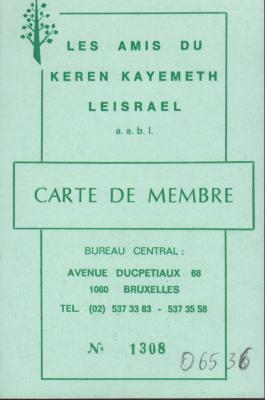 LES AMIS DU
KEREN KAYEMETH
LEISRAEL
a. s. b. l.
CARTE DE MEMBRE
BUREAU CENTRAL :
AVENUE DUCPETIAUX 68
1060 BRUXELLES
TEL. (02) 537 33 83 - 537 35 58
No 1308
06536